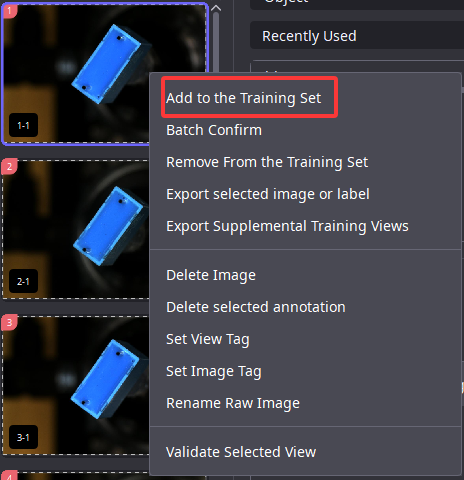 1
Object
Recently Used
1-1
Add to the Training Set
Batch Confirm
2
Remove From the Training Set
Export selected image or label
Export Supplemental Training Views
2-1
Delete Image
Delete selected annotation
3
Set View Tag
Set Image Tag
Rename Raw Image
3-1
Validate Selected View
4